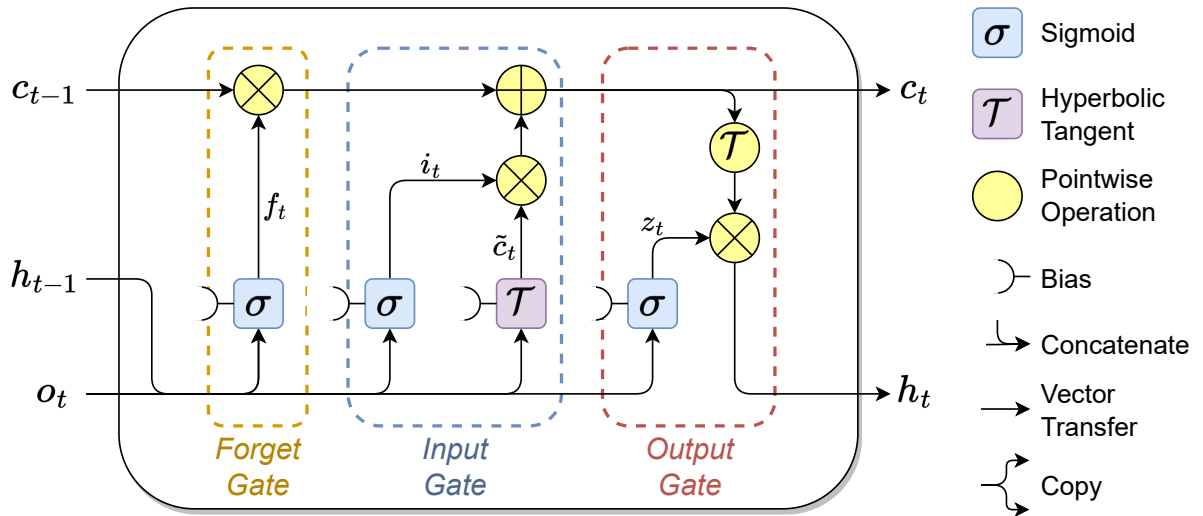 c_{t-1}
h_{t-1}
o_t
f_t
σ
Forget
Gate
i_t
c̃_t
σ
𝒯
Input
Gate
z_t
σ
𝒯
Output
Gate
c_t
h_t
σ Sigmoid
𝒯 Hyperbolic
Tangent
Pointwise
Operation
Bias
Concatenate
Vector
Transfer
Copy